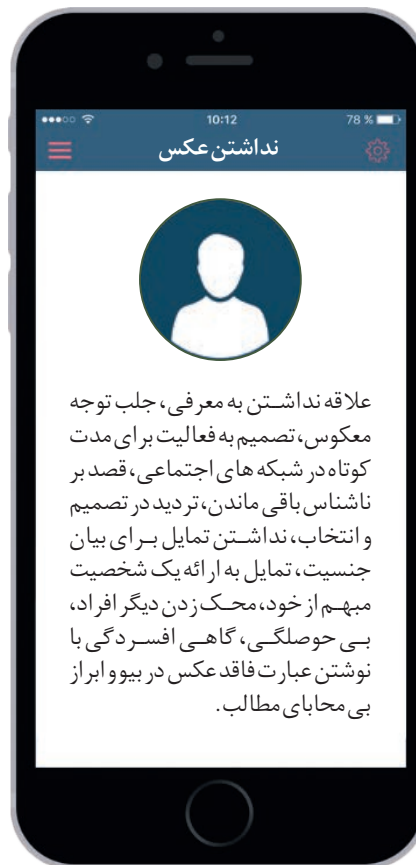 10:12
78 %
نداشتن عکس
علاقه نداشتن به معرفی، جلب توجه
معکوس، تصمیم به فعالیت برای مدت
کوتاه در شبکه های اجتماعی، قصد بر
ناشناس باقی ماندن، تردید در تصمیم
و انتخاب، نداشتن تمایل برای بیان
جنسیت، تمایل به ارائه یک شخصیت
مبهم از خود، محک زدن دیگر افراد،
بی حوصلگی، گاهی افسردگی با
نوشتن عبارت فاقد عکس در بیو و ابراز
بی محابای مطالب.